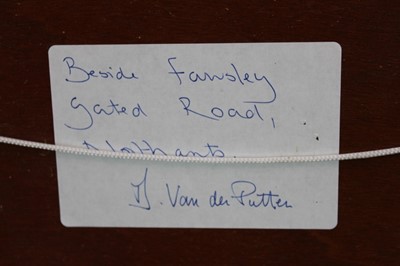 Beside Fawsley
gated Road,
Northants.
J. Van der Putten